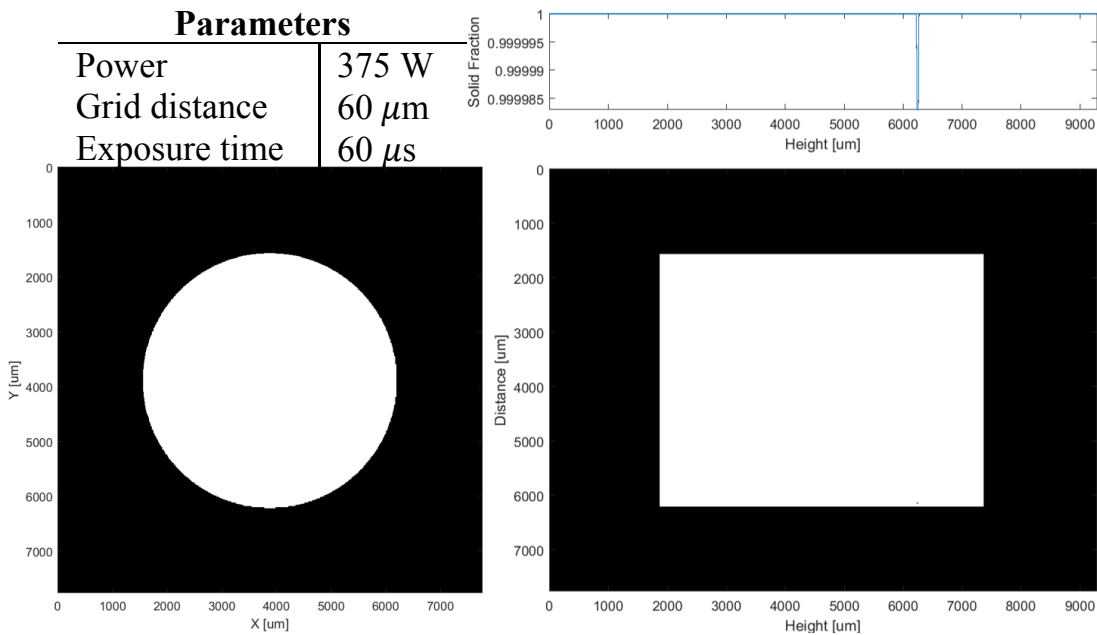 Parameters
Power 375 W
Grid distance 60 μm
Exposure time 60 μs
Solid Fraction
1
0.999995
0.99999
0.999985
0 1000 2000 3000 4000 5000 6000 7000 8000 9000
Height [um]
Y [um]
0
1000
2000
3000
4000
5000
6000
7000
0 1000 2000 3000 4000 5000 6000 7000
X [um]
Distance [um]
0
1000
2000
3000
4000
5000
6000
7000
0 1000 2000 3000 4000 5000 6000 7000 8000 9000
Height [um]